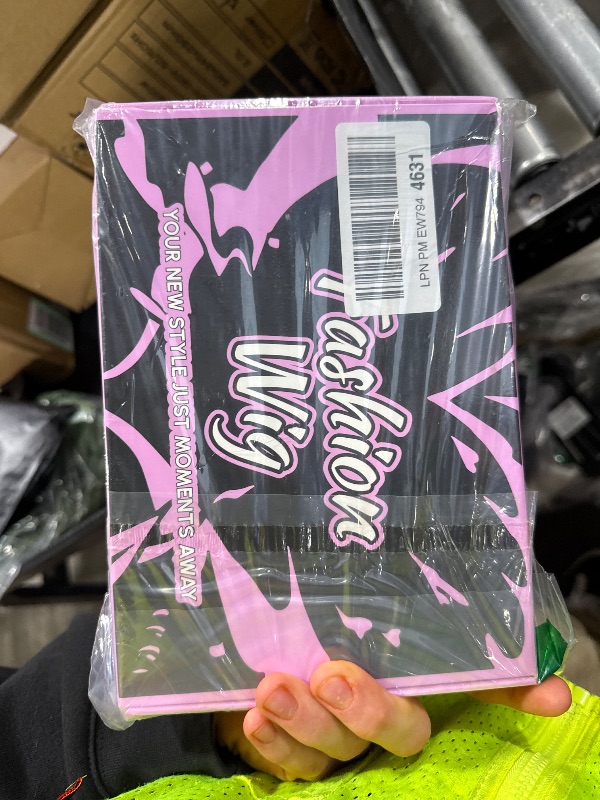 Fashion
Wig
YOUR NEW STYLE JUST MOMENTS AWAY
LPN PM EW794 4631